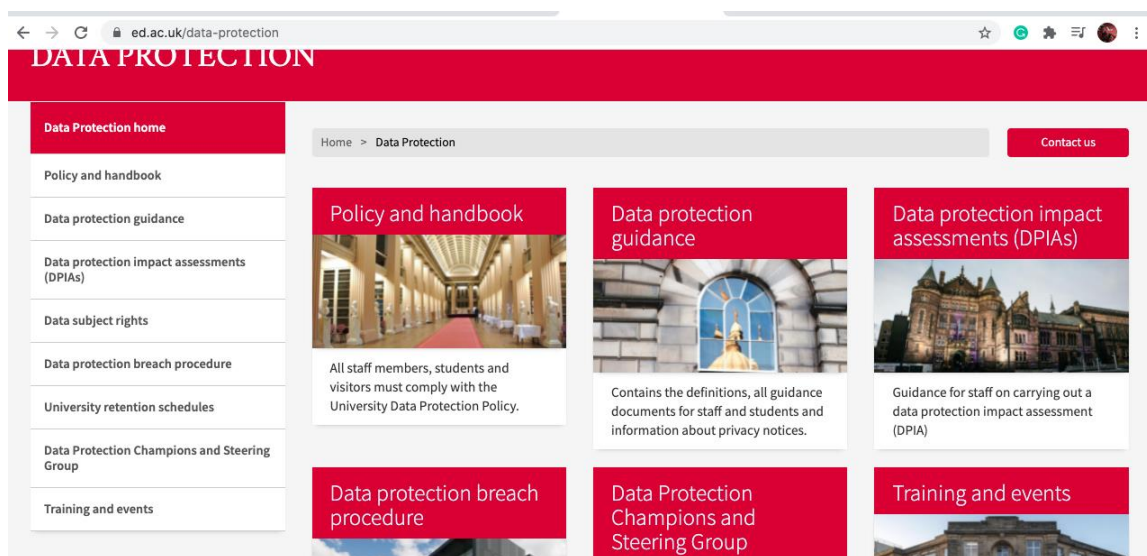 ed.ac.uk/data-protection
DATA PROTECTION
Data Protection home
Policy and handbook
Data protection guidance
Data protection impact assessments
(DPIAs)
Data subject rights
Data protection breach procedure
University retention schedules
Data Protection Champions and Steering
Group
Training and events
Home > Data Protection
Contact us
Policy and handbook
All staff members, students and
visitors must comply with the
University Data Protection Policy.
Data protection
guidance
Contains the definitions, all guidance
documents for staff and students and
information about privacy notices.
Data protection impact
assessments (DPIAs)
Guidance for staff on carrying out a
data protection impact assessment
(DPIA)
Data protection breach
procedure
Data Protection
Champions and
Steering Group
Training and events